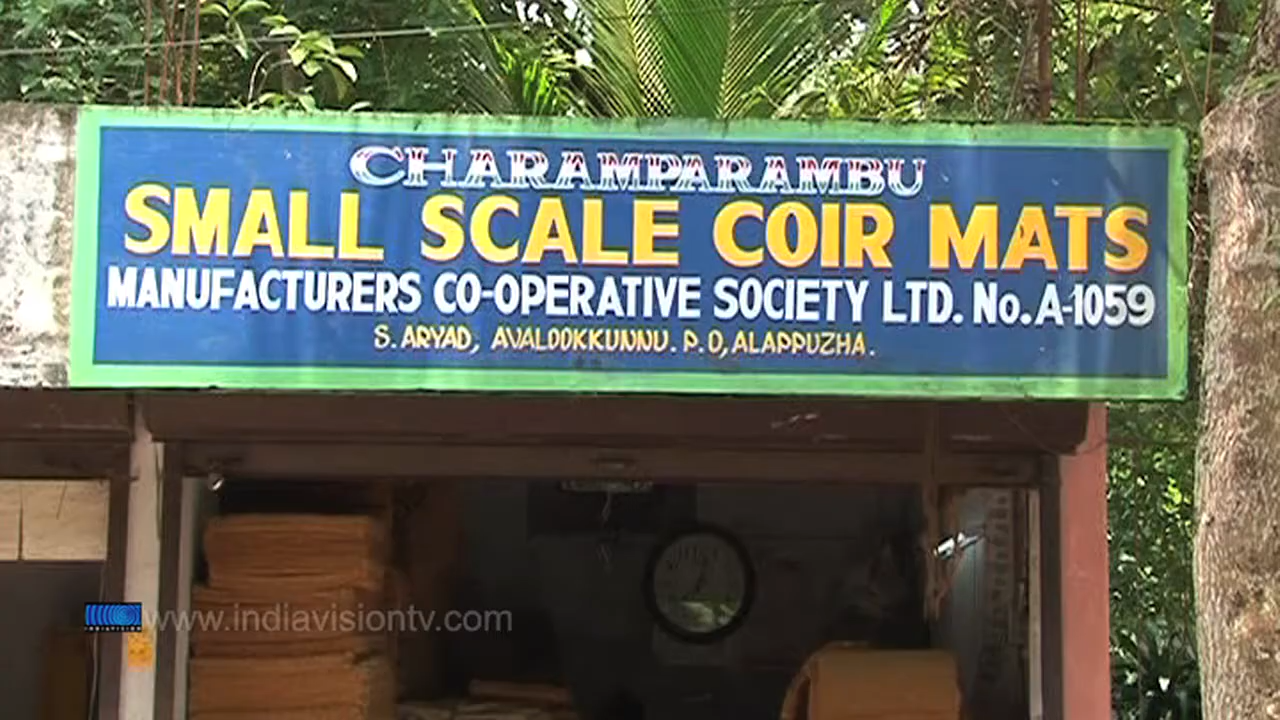 CHARAMPARAMBU
SMALL SCALE COIR MATS
MANUFACTURERS CO-OPERATIVE SOCIETY LTD. No. A-1059
S. ARYAD, AVALOOKKUNNU. P. O, ALAPPUZHA.
www.indiavisiontv.com